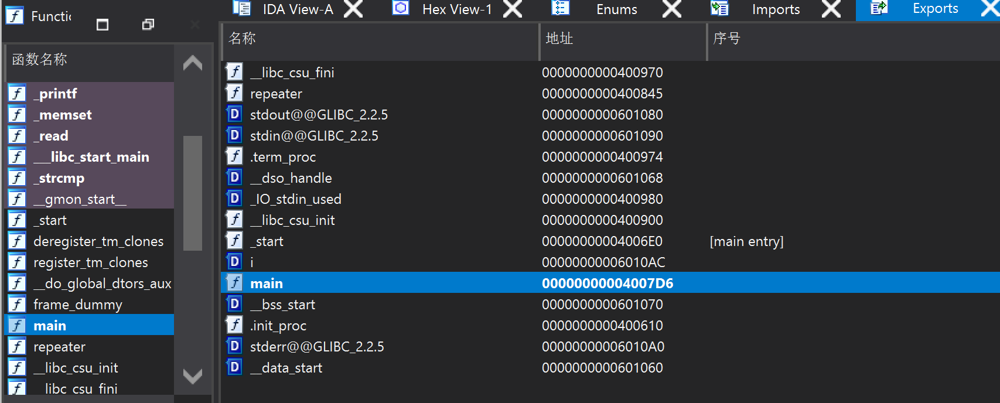 Functi
IDA View-A
Hex View-1
Enums
Imports
Exports
函数名称
_printf
_memset
_read
___libc_start_main
_strcmp
__gmon_start__
_start
deregister_tm_clones
register_tm_clones
__do_global_dtors_aux
frame_dummy
main
repeater
__libc_csu_init
__libc_csu_fini
名称 地址 序号
__libc_csu_fini 0000000000400970
repeater 0000000000400845
stdout@@GLIBC_2.2.5 0000000000601080
stdin@@GLIBC_2.2.5 0000000000601090
.term_proc 0000000000400974
__dso_handle 0000000000601068
_IO_stdin_used 0000000000400980
__libc_csu_init 0000000000400900
_start 00000000004006E0 [main entry]
i 00000000006010AC
main 00000000004007D6
__bss_start 0000000000601070
.init_proc 0000000000400610
stderr@@GLIBC_2.2.5 00000000006010A0
__data_start 0000000000601060